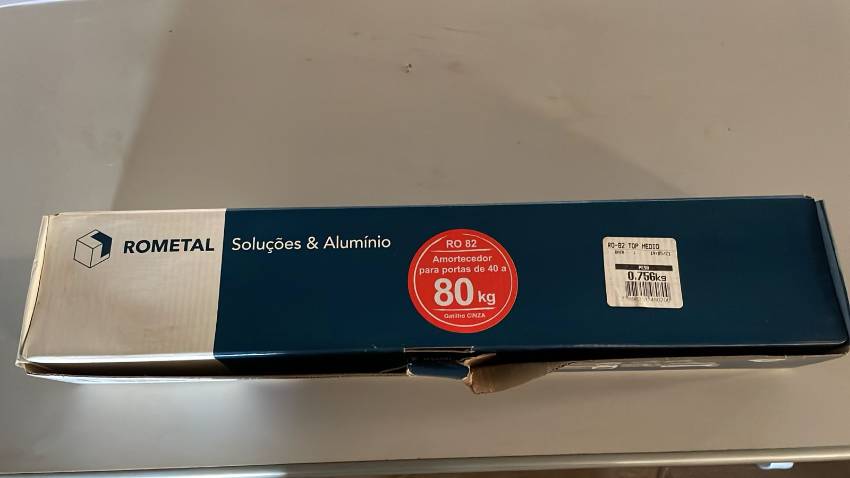 ROMETAL
Soluções & Alumínio
RO 82
Amortecedor
para portas de 40 a
80 kg
Gatilho CINZA
RO-82 TOP MEDIO
PESO
0.756kg